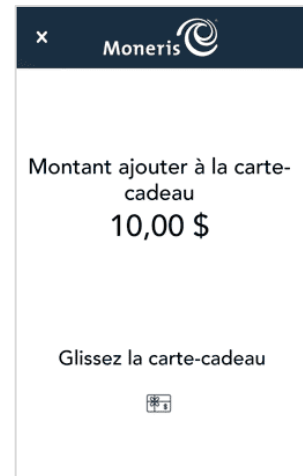 ×
Moneris
Montant ajouter à la carte-
cadeau
10,00 $
Glissez la carte-cadeau